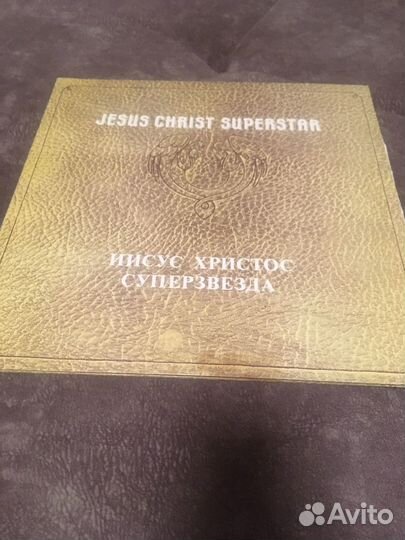 JESUS CHRIST SUPERSTAR
ИИСУС ХРИСТОС
СУПЕРЗВЕЗДА
Avito